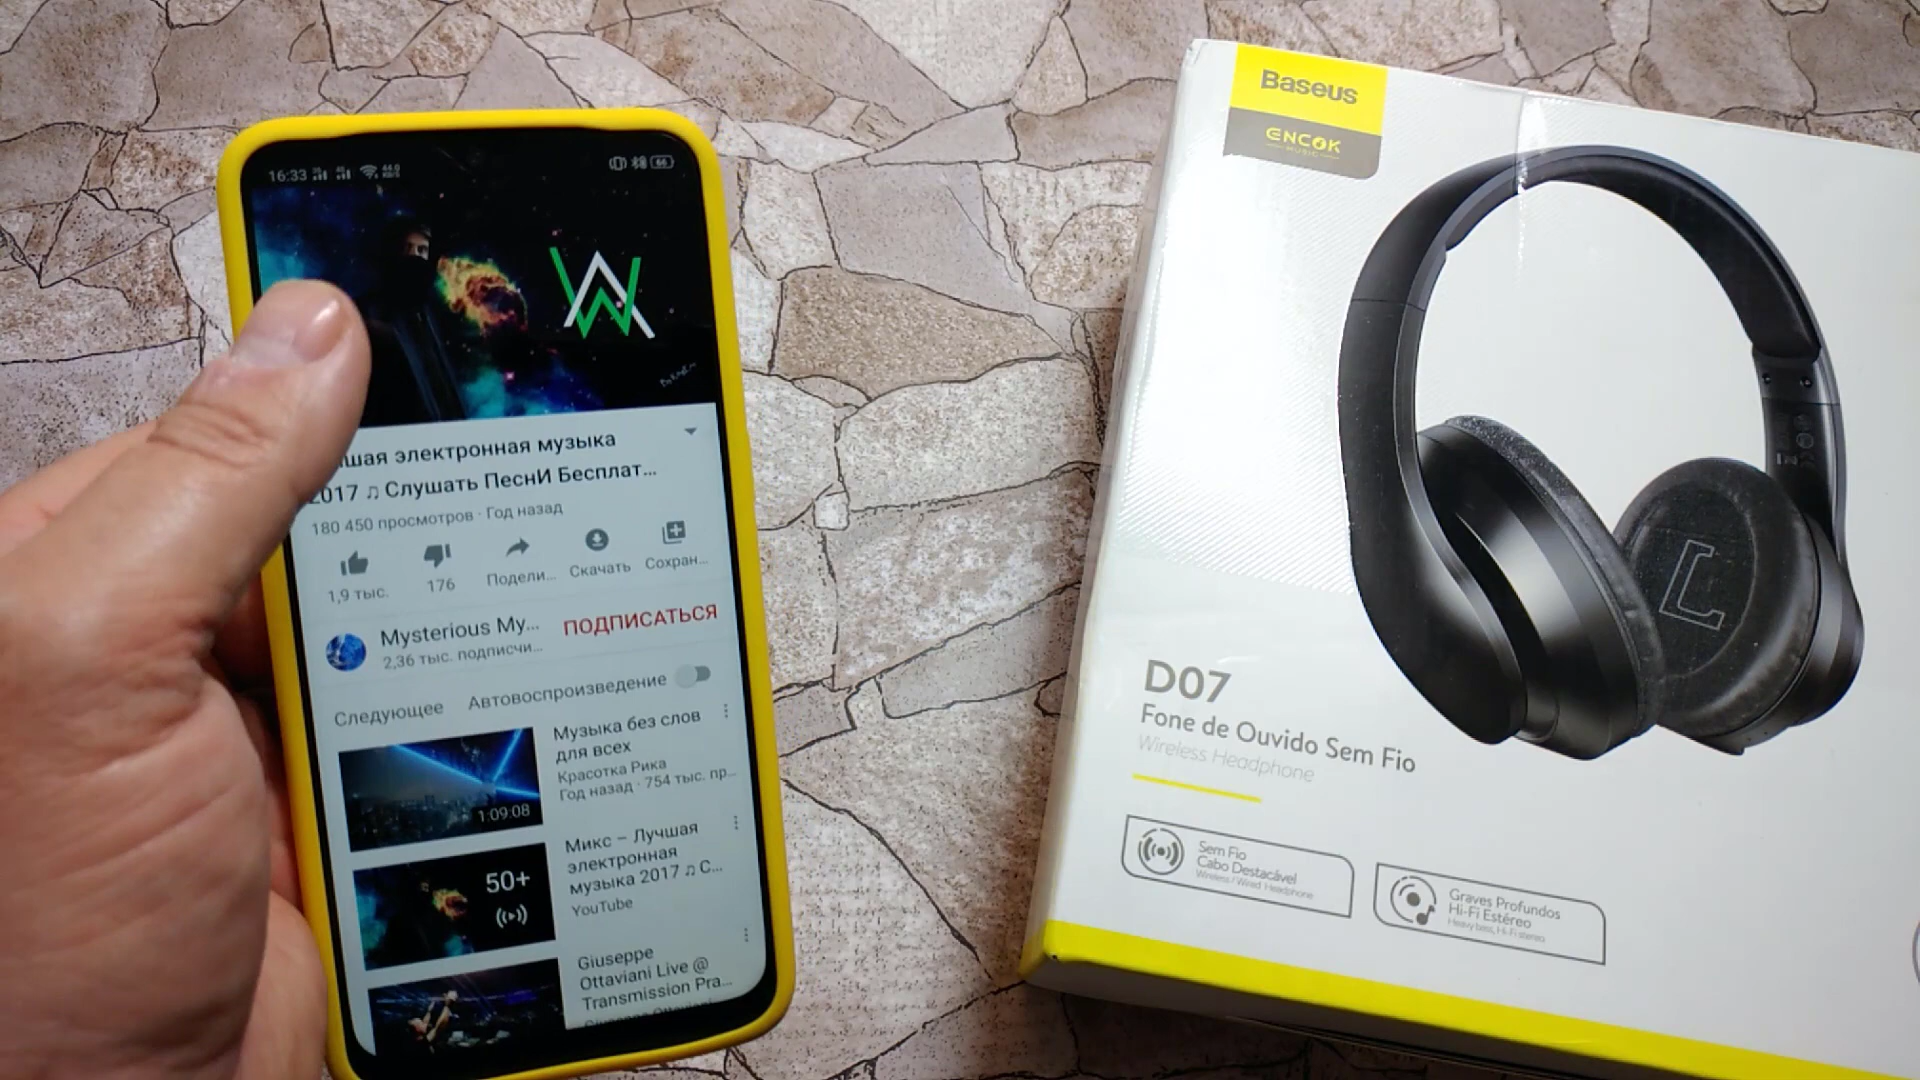 16:33
66
шая электронная музыка
2017 ♫ Слушать ПеснИ Бесплат...
180 450 просмотров · Год назад
1,9 тыс.
176
Подели...
Скачать
Сохран...
Mysterious My...
ПОДПИСАТЬСЯ
2,36 тыс. подписчи...
Следующее
Автовоспроизведение
Музыка без слов
для всех
Красотка Рика
Год назад · 754 тыс. пр...
1:09:08
Микс – Лучшая
электронная
музыка 2017 ♫ С...
YouTube
50+
Giuseppe
Ottaviani Live @
Transmission Pra...
Giuseppe Ottaviani
Baseus
ENCOK
MUSIC
L
D07
Fone de Ouvido Sem Fio
Wireless Headphone
Sem Fio
Cabo Destacável
Wireless / Wired Headphone
Graves Profundos
Hi-Fi Estéreo
Heavy bass, Hi-Fi stereo